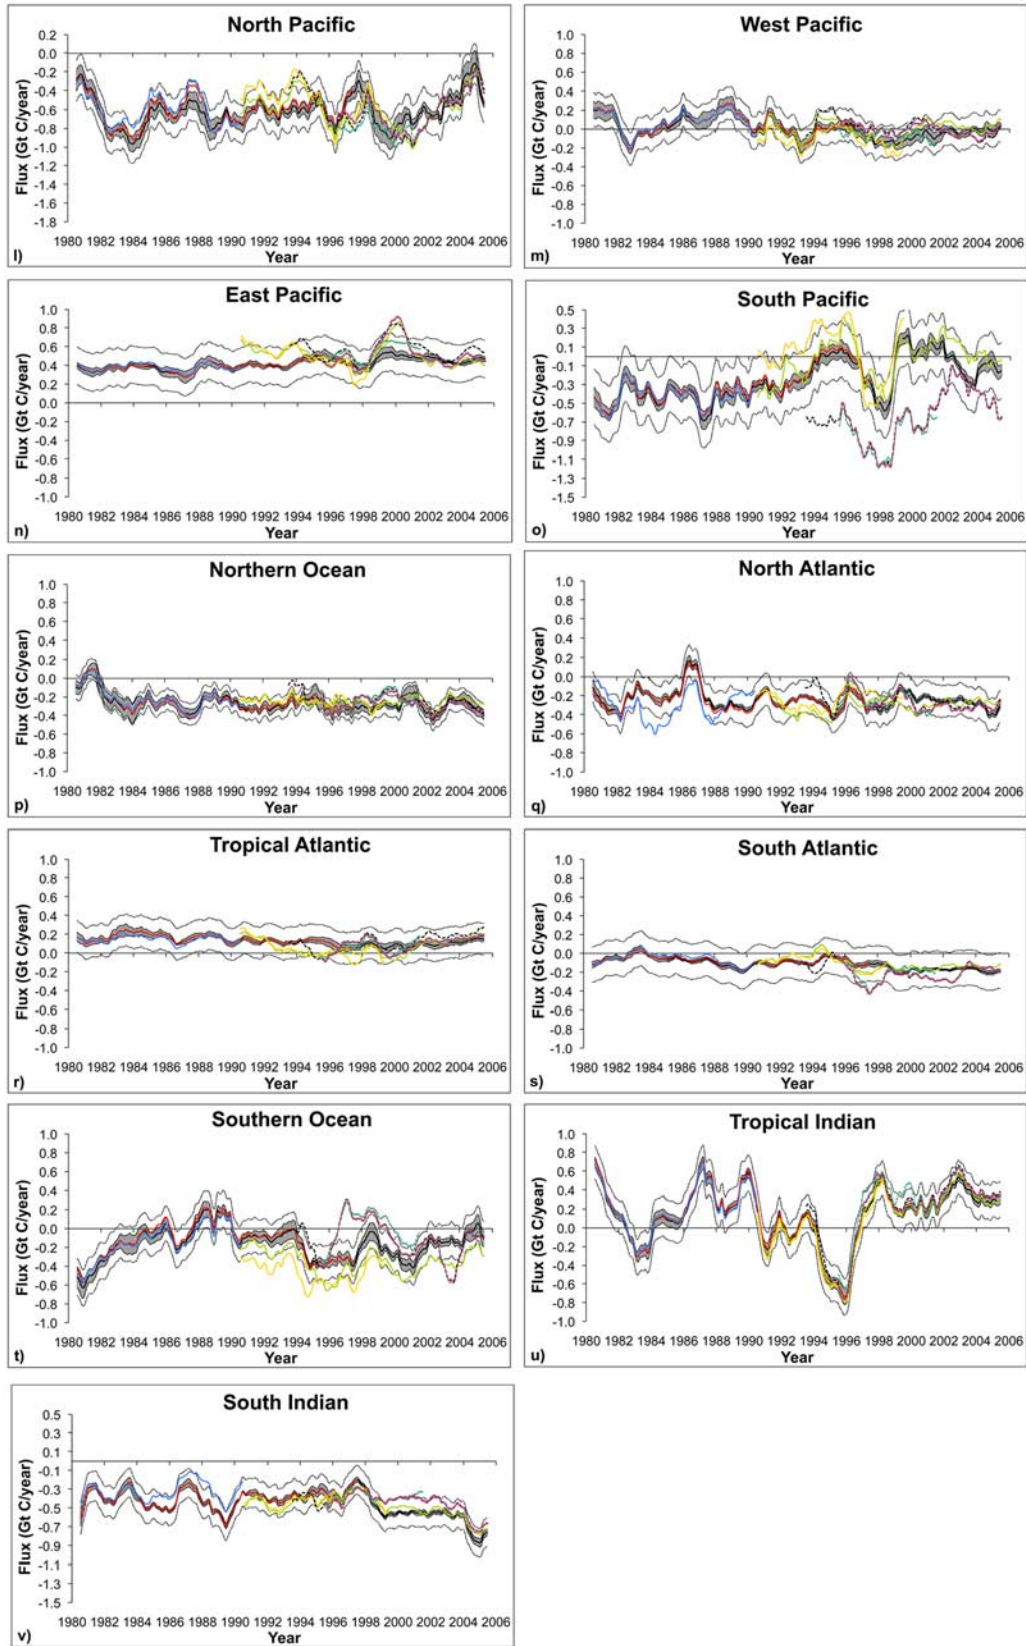 North Pacific
Flux (Gt C/year)
0.2
0.0
-0.2
-0.4
-0.6
-0.8
-1.0
-1.2
-1.4
-1.6
-1.8
1980 1982 1984 1986 1988 1990 1992 1994 1996 1998 2000 2002 2004 2006
Year
l)
West Pacific
Flux (Gt C/year)
1.0
0.8
0.6
0.4
0.2
0.0
-0.2
-0.4
-0.6
-0.8
-1.0
1980 1982 1984 1986 1988 1990 1992 1994 1996 1998 2000 2002 2004 2006
Year
m)
East Pacific
Flux (Gt C/year)
1.0
0.8
0.6
0.4
0.2
0.0
-0.2
-0.4
-0.6
-0.8
-1.0
1980 1982 1984 1986 1988 1990 1992 1994 1996 1998 2000 2002 2004 2006
Year
n)
South Pacific
Flux (Gt C/year)
0.5
0.3
0.1
-0.1
-0.3
-0.5
-0.7
-0.9
-1.1
-1.3
-1.5
1980 1982 1984 1986 1988 1990 1992 1994 1996 1998 2000 2002 2004 2006
Year
o)
Northern Ocean
Flux (Gt C/year)
1.0
0.8
0.6
0.4
0.2
0.0
-0.2
-0.4
-0.6
-0.8
-1.0
1980 1982 1984 1986 1988 1990 1992 1994 1996 1998 2000 2002 2004 2006
Year
p)
North Atlantic
Flux (Gt C/year)
1.0
0.8
0.6
0.4
0.2
0.0
-0.2
-0.4
-0.6
-0.8
-1.0
1980 1982 1984 1986 1988 1990 1992 1994 1996 1998 2000 2002 2004 2006
Year
q)
Tropical Atlantic
Flux (Gt C/year)
1.0
0.8
0.6
0.4
0.2
0.0
-0.2
-0.4
-0.6
-0.8
-1.0
1980 1982 1984 1986 1988 1990 1992 1994 1996 1998 2000 2002 2004 2006
Year
r)
South Atlantic
Flux (Gt C/year)
1.0
0.8
0.6
0.4
0.2
0.0
-0.2
-0.4
-0.6
-0.8
-1.0
1980 1982 1984 1986 1988 1990 1992 1994 1996 1998 2000 2002 2004 2006
Year
s)
Southern Ocean
Flux (Gt C/year)
1.0
0.8
0.6
0.4
0.2
0.0
-0.2
-0.4
-0.6
-0.8
-1.0
1980 1982 1984 1986 1988 1990 1992 1994 1996 1998 2000 2002 2004 2006
Year
t)
Tropical Indian
Flux (Gt C/year)
1.0
0.8
0.6
0.4
0.2
0.0
-0.2
-0.4
-0.6
-0.8
-1.0
1980 1982 1984 1986 1988 1990 1992 1994 1996 1998 2000 2002 2004 2006
Year
u)
South Indian
Flux (Gt C/year)
0.5
0.3
0.1
-0.1
-0.3
-0.5
-0.7
-0.9
-1.1
-1.3
-1.5
1980 1982 1984 1986 1988 1990 1992 1994 1996 1998 2000 2002 2004 2006
Year
v)